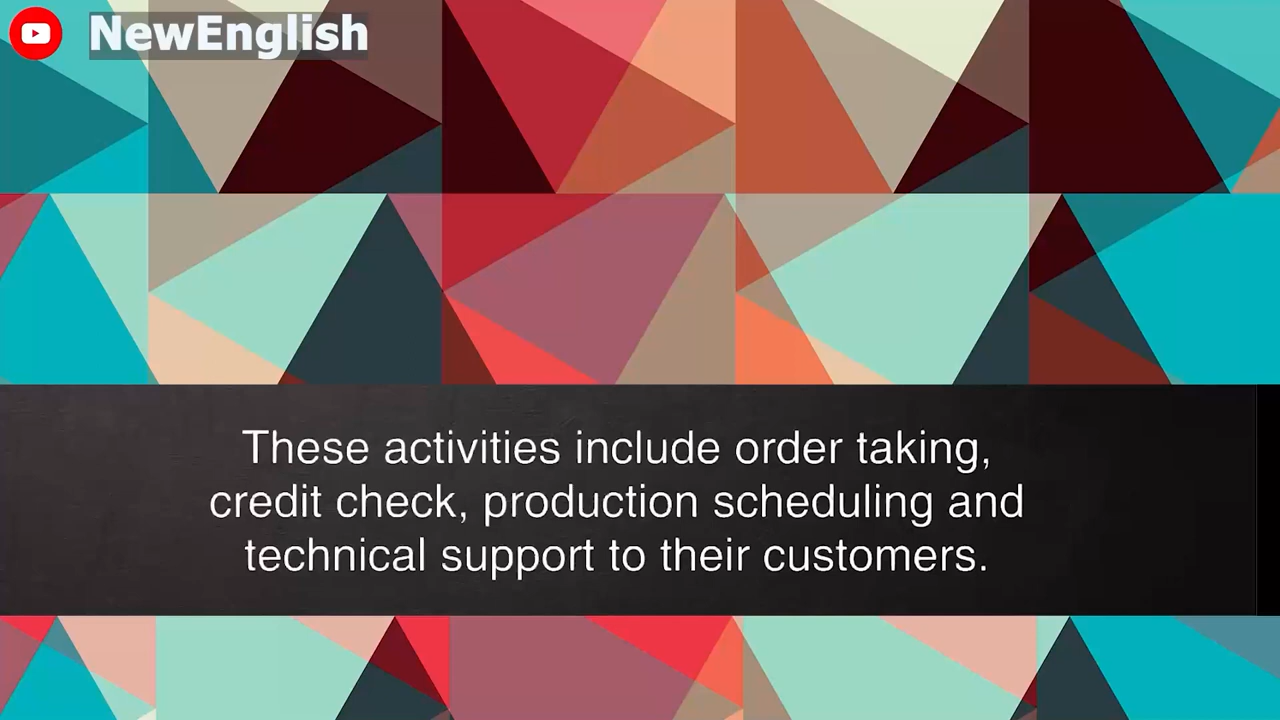 NewEnglish
These activities include order taking,
credit check, production scheduling and
technical support to their customers.